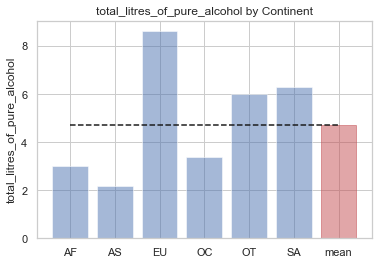 total_litres_of_pure_alcohol by Continent
total_litres_of_pure_alcohol
8
6
4
2
0
AF AS EU OC OT SA mean